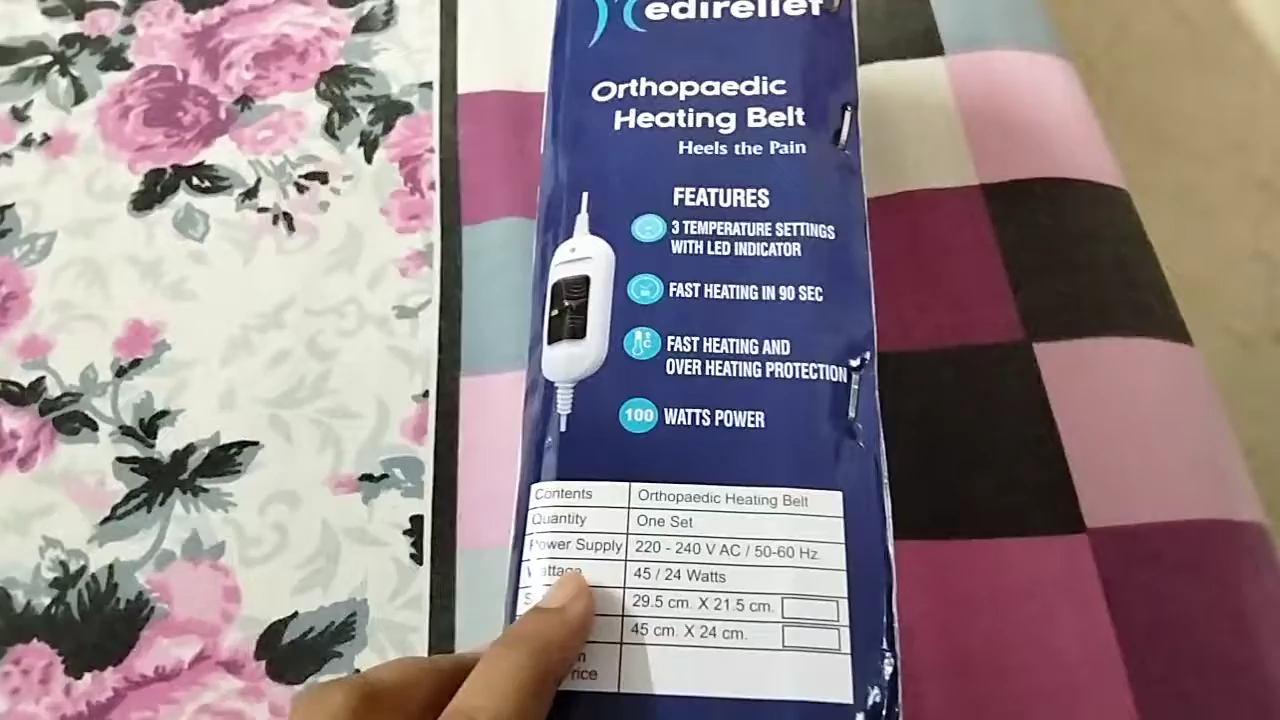 Medirelief
Orthopaedic
Heating Belt
Heels the Pain
FEATURES
3 TEMPERATURE SETTINGS
WITH LED INDICATOR
FAST HEATING IN 90 SEC
FAST HEATING AND
OVER HEATING PROTECTION
100 WATTS POWER
Contents Orthopaedic Heating Belt
Quantity One Set
Power Supply 220 - 240 V AC / 50-60 Hz.
Wattage 45 / 24 Watts
29.5 cm. X 21.5 cm.
45 cm. X 24 cm.